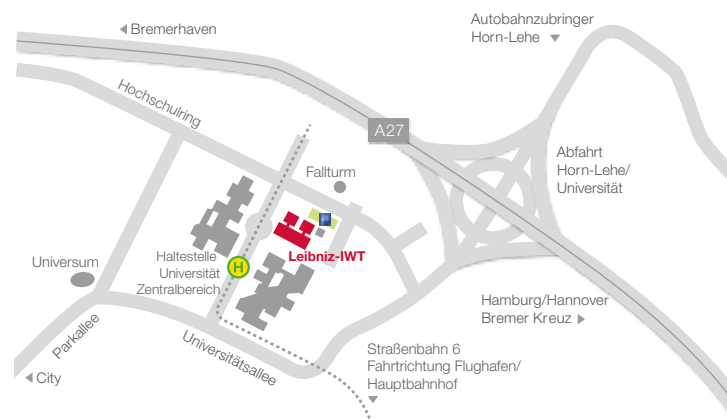 Bremerhaven
Autobahnzubringer
Horn-Lehe
Hochschulring
A27
Fallturm
Abfahrt
Horn-Lehe/
Universität
Leibniz-IWT
Haltestelle
Universität
Zentralbereich
H
Universum
Hamburg/Hannover
Bremer Kreuz
Parkallee
Universitätsallee
City
Straßenbahn 6
Fahrtrichtung Flughafen/
Hauptbahnhof